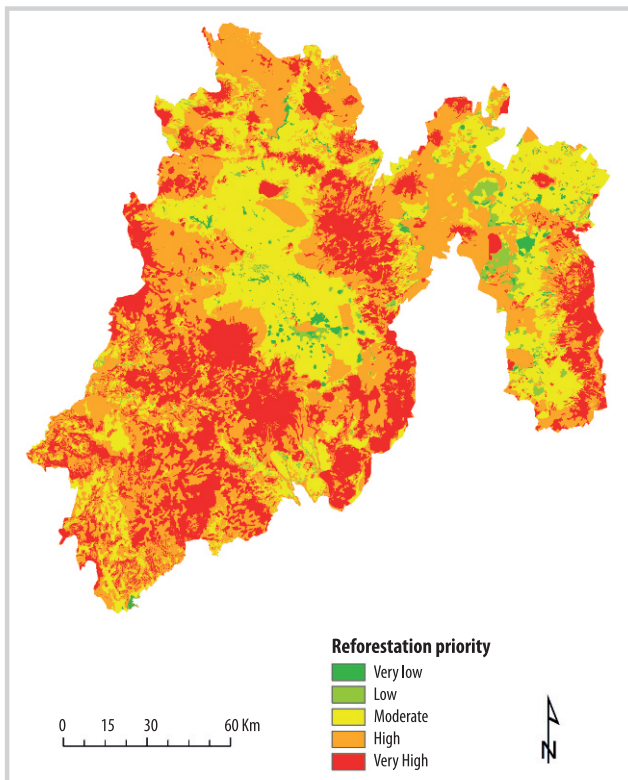 Reforestation priority
Very low
Low
Moderate
High
Very High
0 15 30 60 Km
N